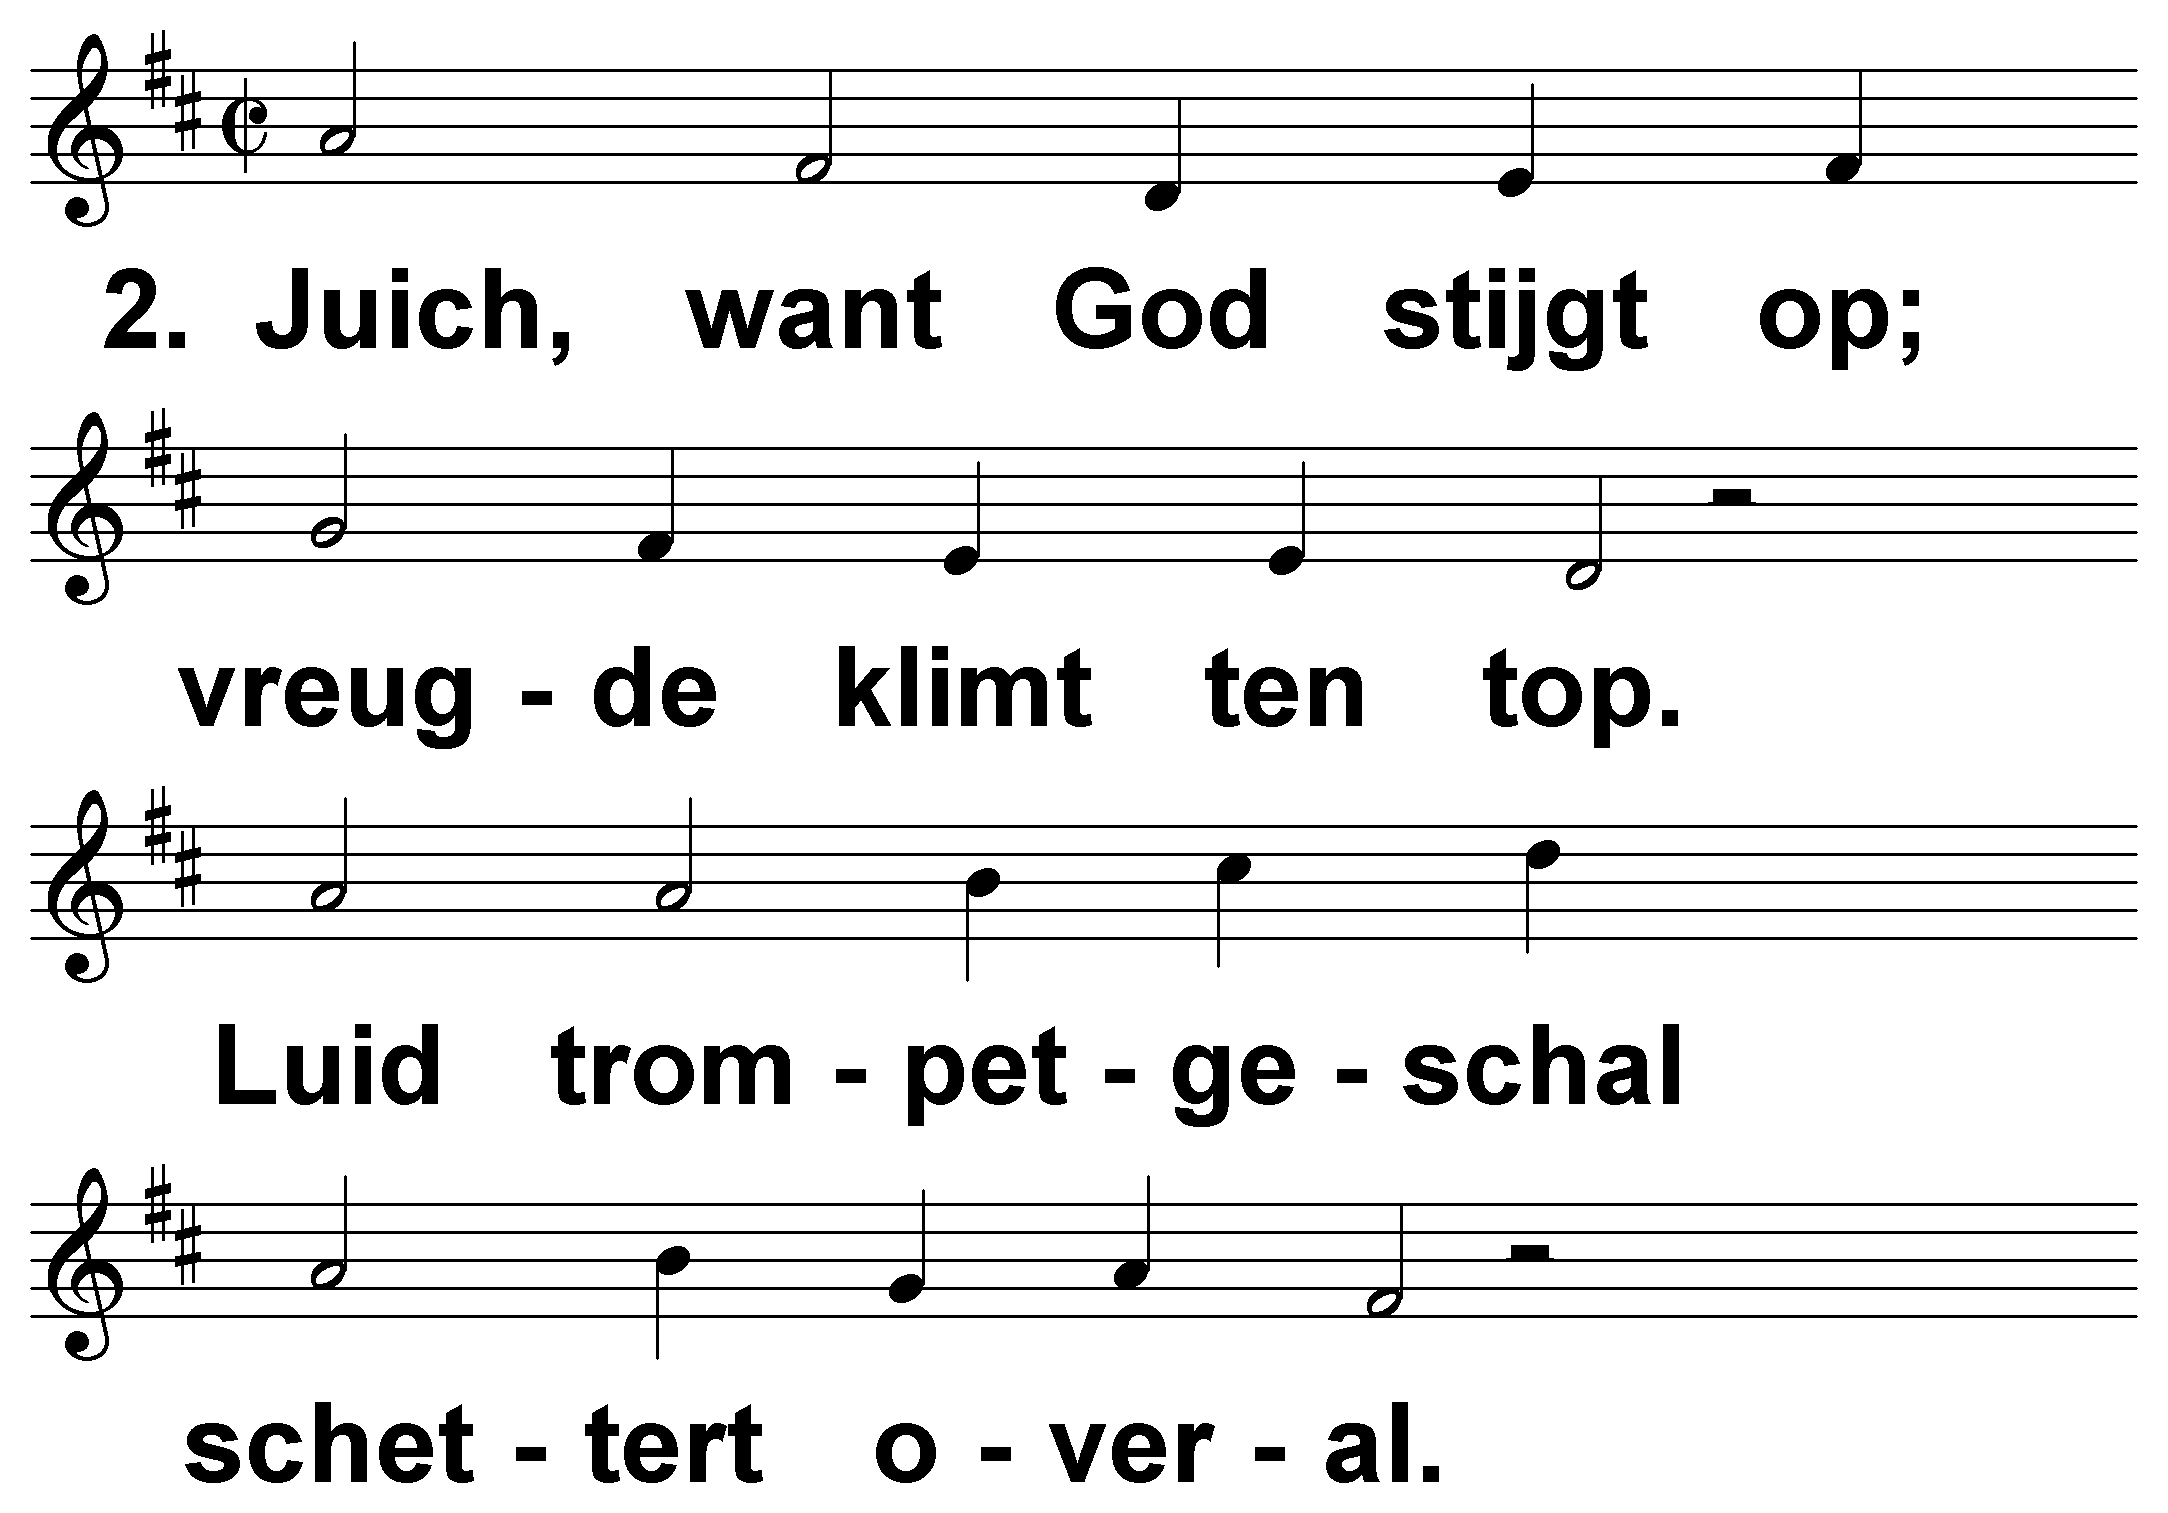 2. Juich, want God stijgt op;
vreug - de klimt ten top.
Luid trom - pet - ge - schal
schet - tert o - ver - al.